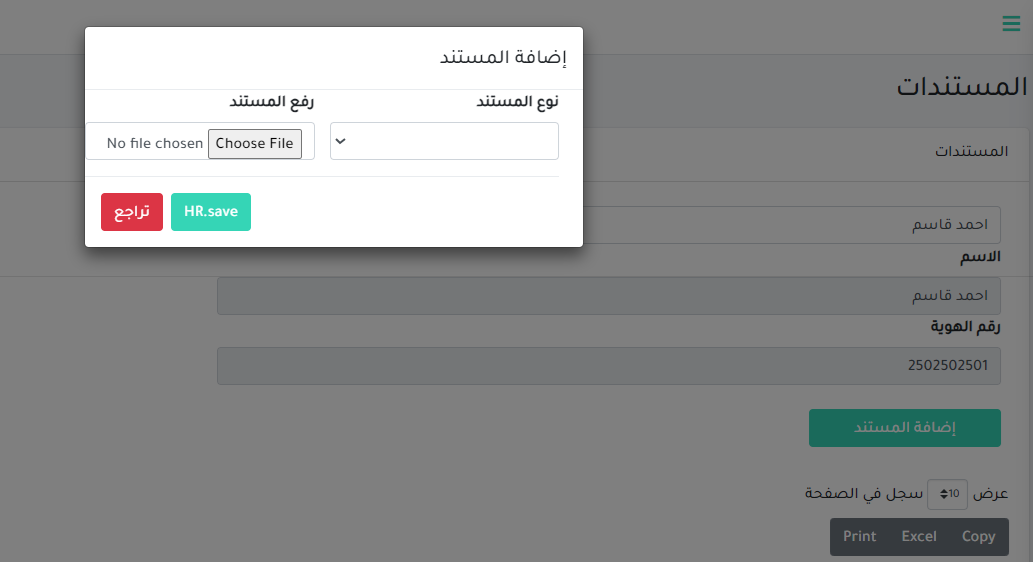 إضافة المستند
نوع المستند
رفع المستند
Choose File No file chosen
HR.save
تراجع
المستندات
المستندات
احمد قاسم
الاسم
احمد قاسم
رقم الهوية
2502502501
إضافة المستند
عرض 10 سجل في الصفحة
Copy Excel Print